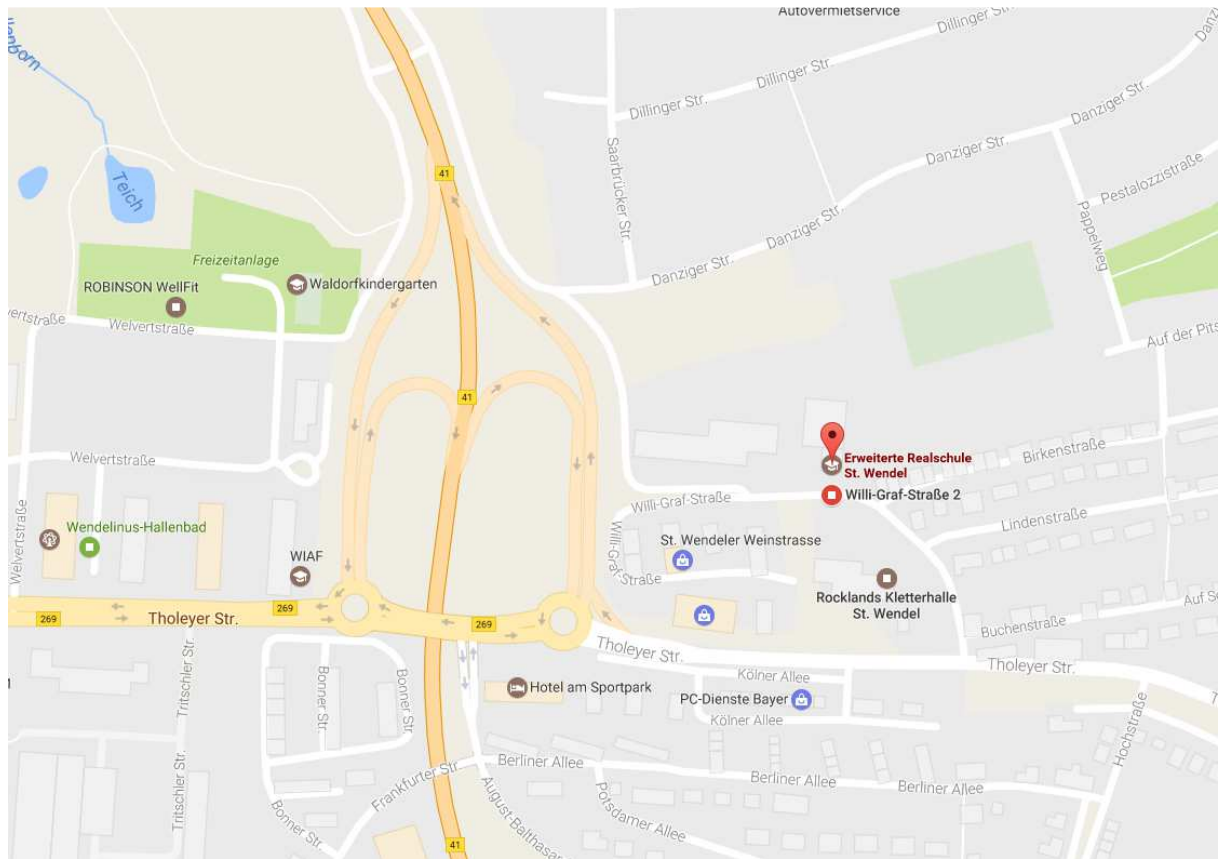 Autovermietservice
Dillinger Str.
Dillinger Str.
Danziger Str.
Danziger Str.
Danziger Str.
Danziger Str.
Saarbrücker Str.
Pestalozzistraße
Pappelweg
Teich
41
Freizeitanlage
Waldorfkindergarten
ROBINSON WellFit
Welvertstraße
Auf der Pits
41
Erweiterte Realschule
St. Wendel
Birkenstraße
Welvertstraße
Willi-Graf-Straße 2
Willi-Graf-Straße
Lindenstraße
Wendelinus-Hallenbad
St. Wendeler Weinstrasse
Willi-Graf-
Straße
WIAF
Welvertstraße
Rocklands Kletterhalle
St. Wendel
269
269
269
Tholeyer Str.
Buchenstraße
Tholeyer Str.
Tholeyer Str.
Kölner Allee
Hotel am Sportpark
PC-Dienste Bayer
Kölner Allee
Tritschler Str.
Tritschler Str.
Bonner Str.
Bonner Str.
Bonner Str.
Hochstraße
Frankfurter Str.
Berliner Allee
Berliner Allee
Berliner Allee
Potsdamer Allee
August-Balthasar
41